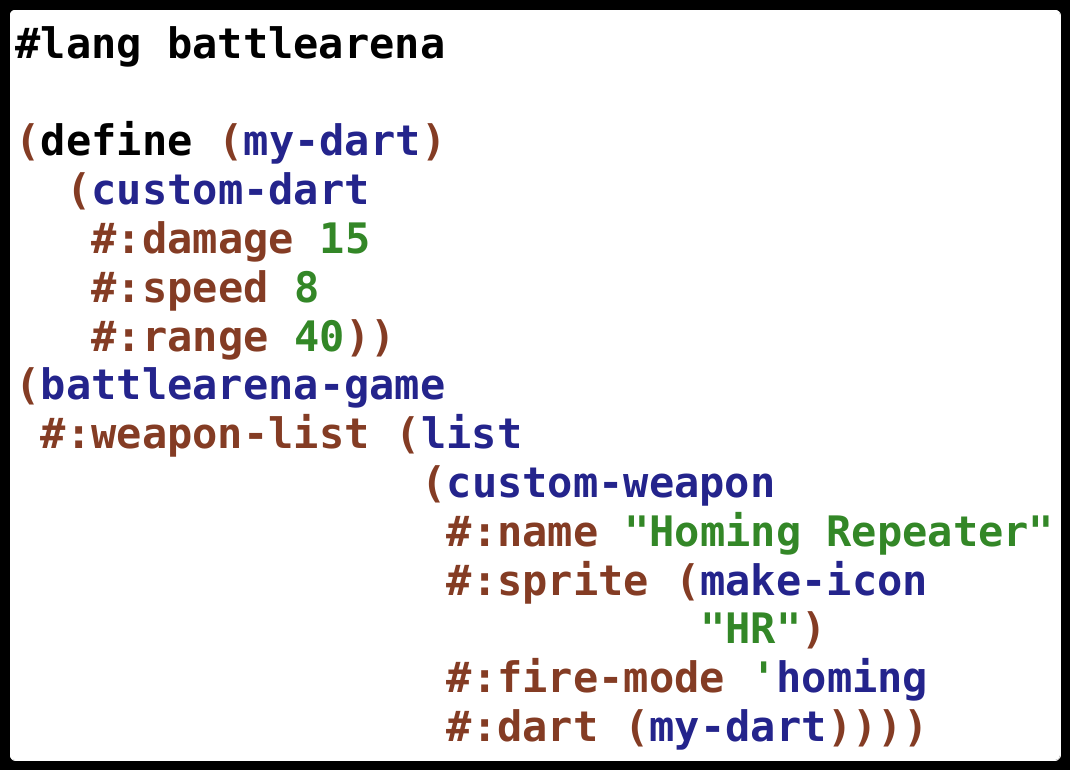 #lang battlearena

(define (my-dart)
  (custom-dart
   #:damage 15
   #:speed 8
   #:range 40))
(battlearena-game
 #:weapon-list (list
                (custom-weapon
                 #:name "Homing Repeater"
                 #:sprite (make-icon
                           "HR")
                 #:fire-mode 'homing
                 #:dart (my-dart))))